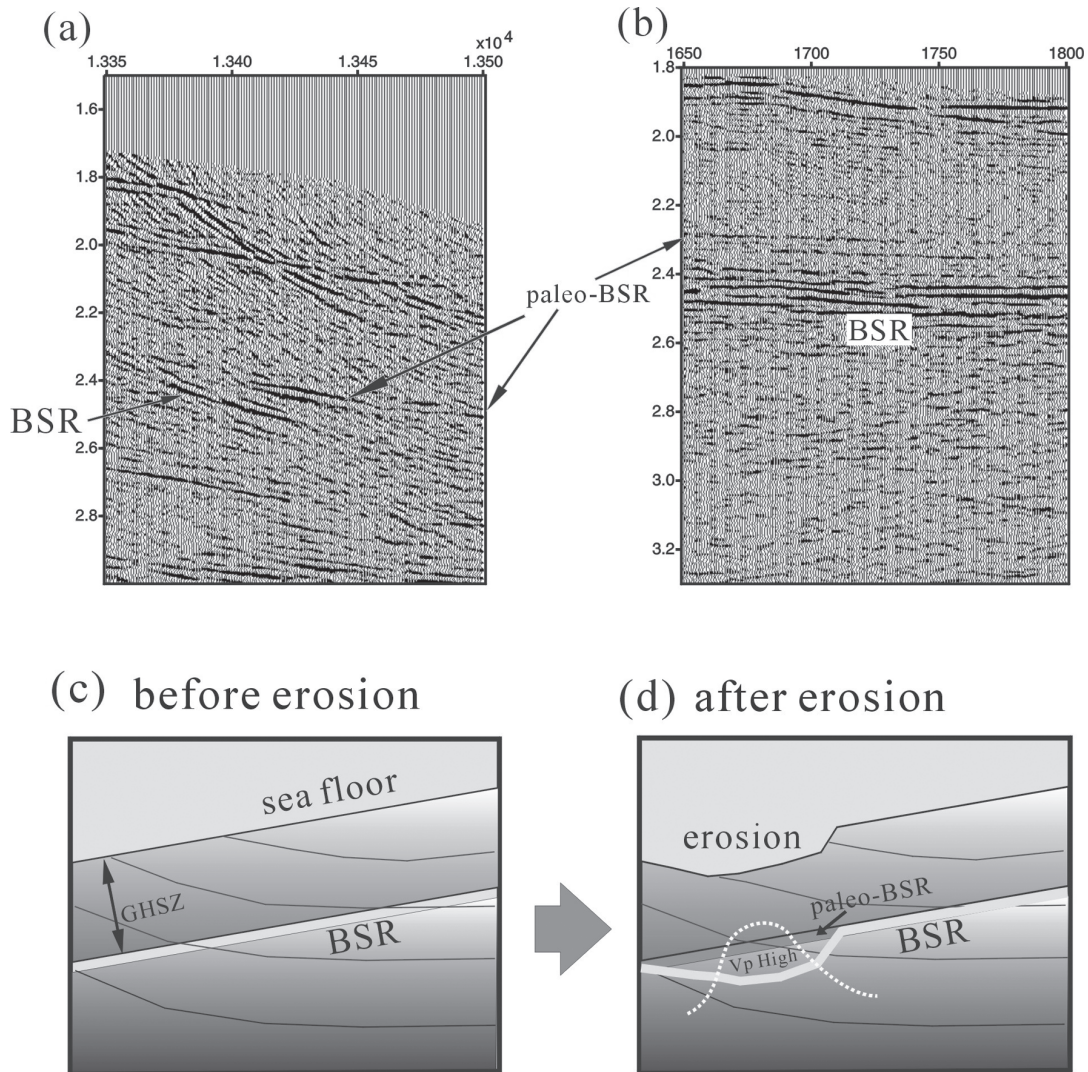 (a)
x10⁴
1.335 1.340 1.345 1.350
1.6
1.8
2.0
2.2
2.4
2.6
2.8
BSR
paleo-BSR
(b)
1650 1700 1750 1800
1.8
2.0
2.2
2.4
2.6
2.8
3.0
3.2
BSR
(c) before erosion
sea floor
GHSZ
BSR
(d) after erosion
erosion
paleo-BSR
BSR
Vp High